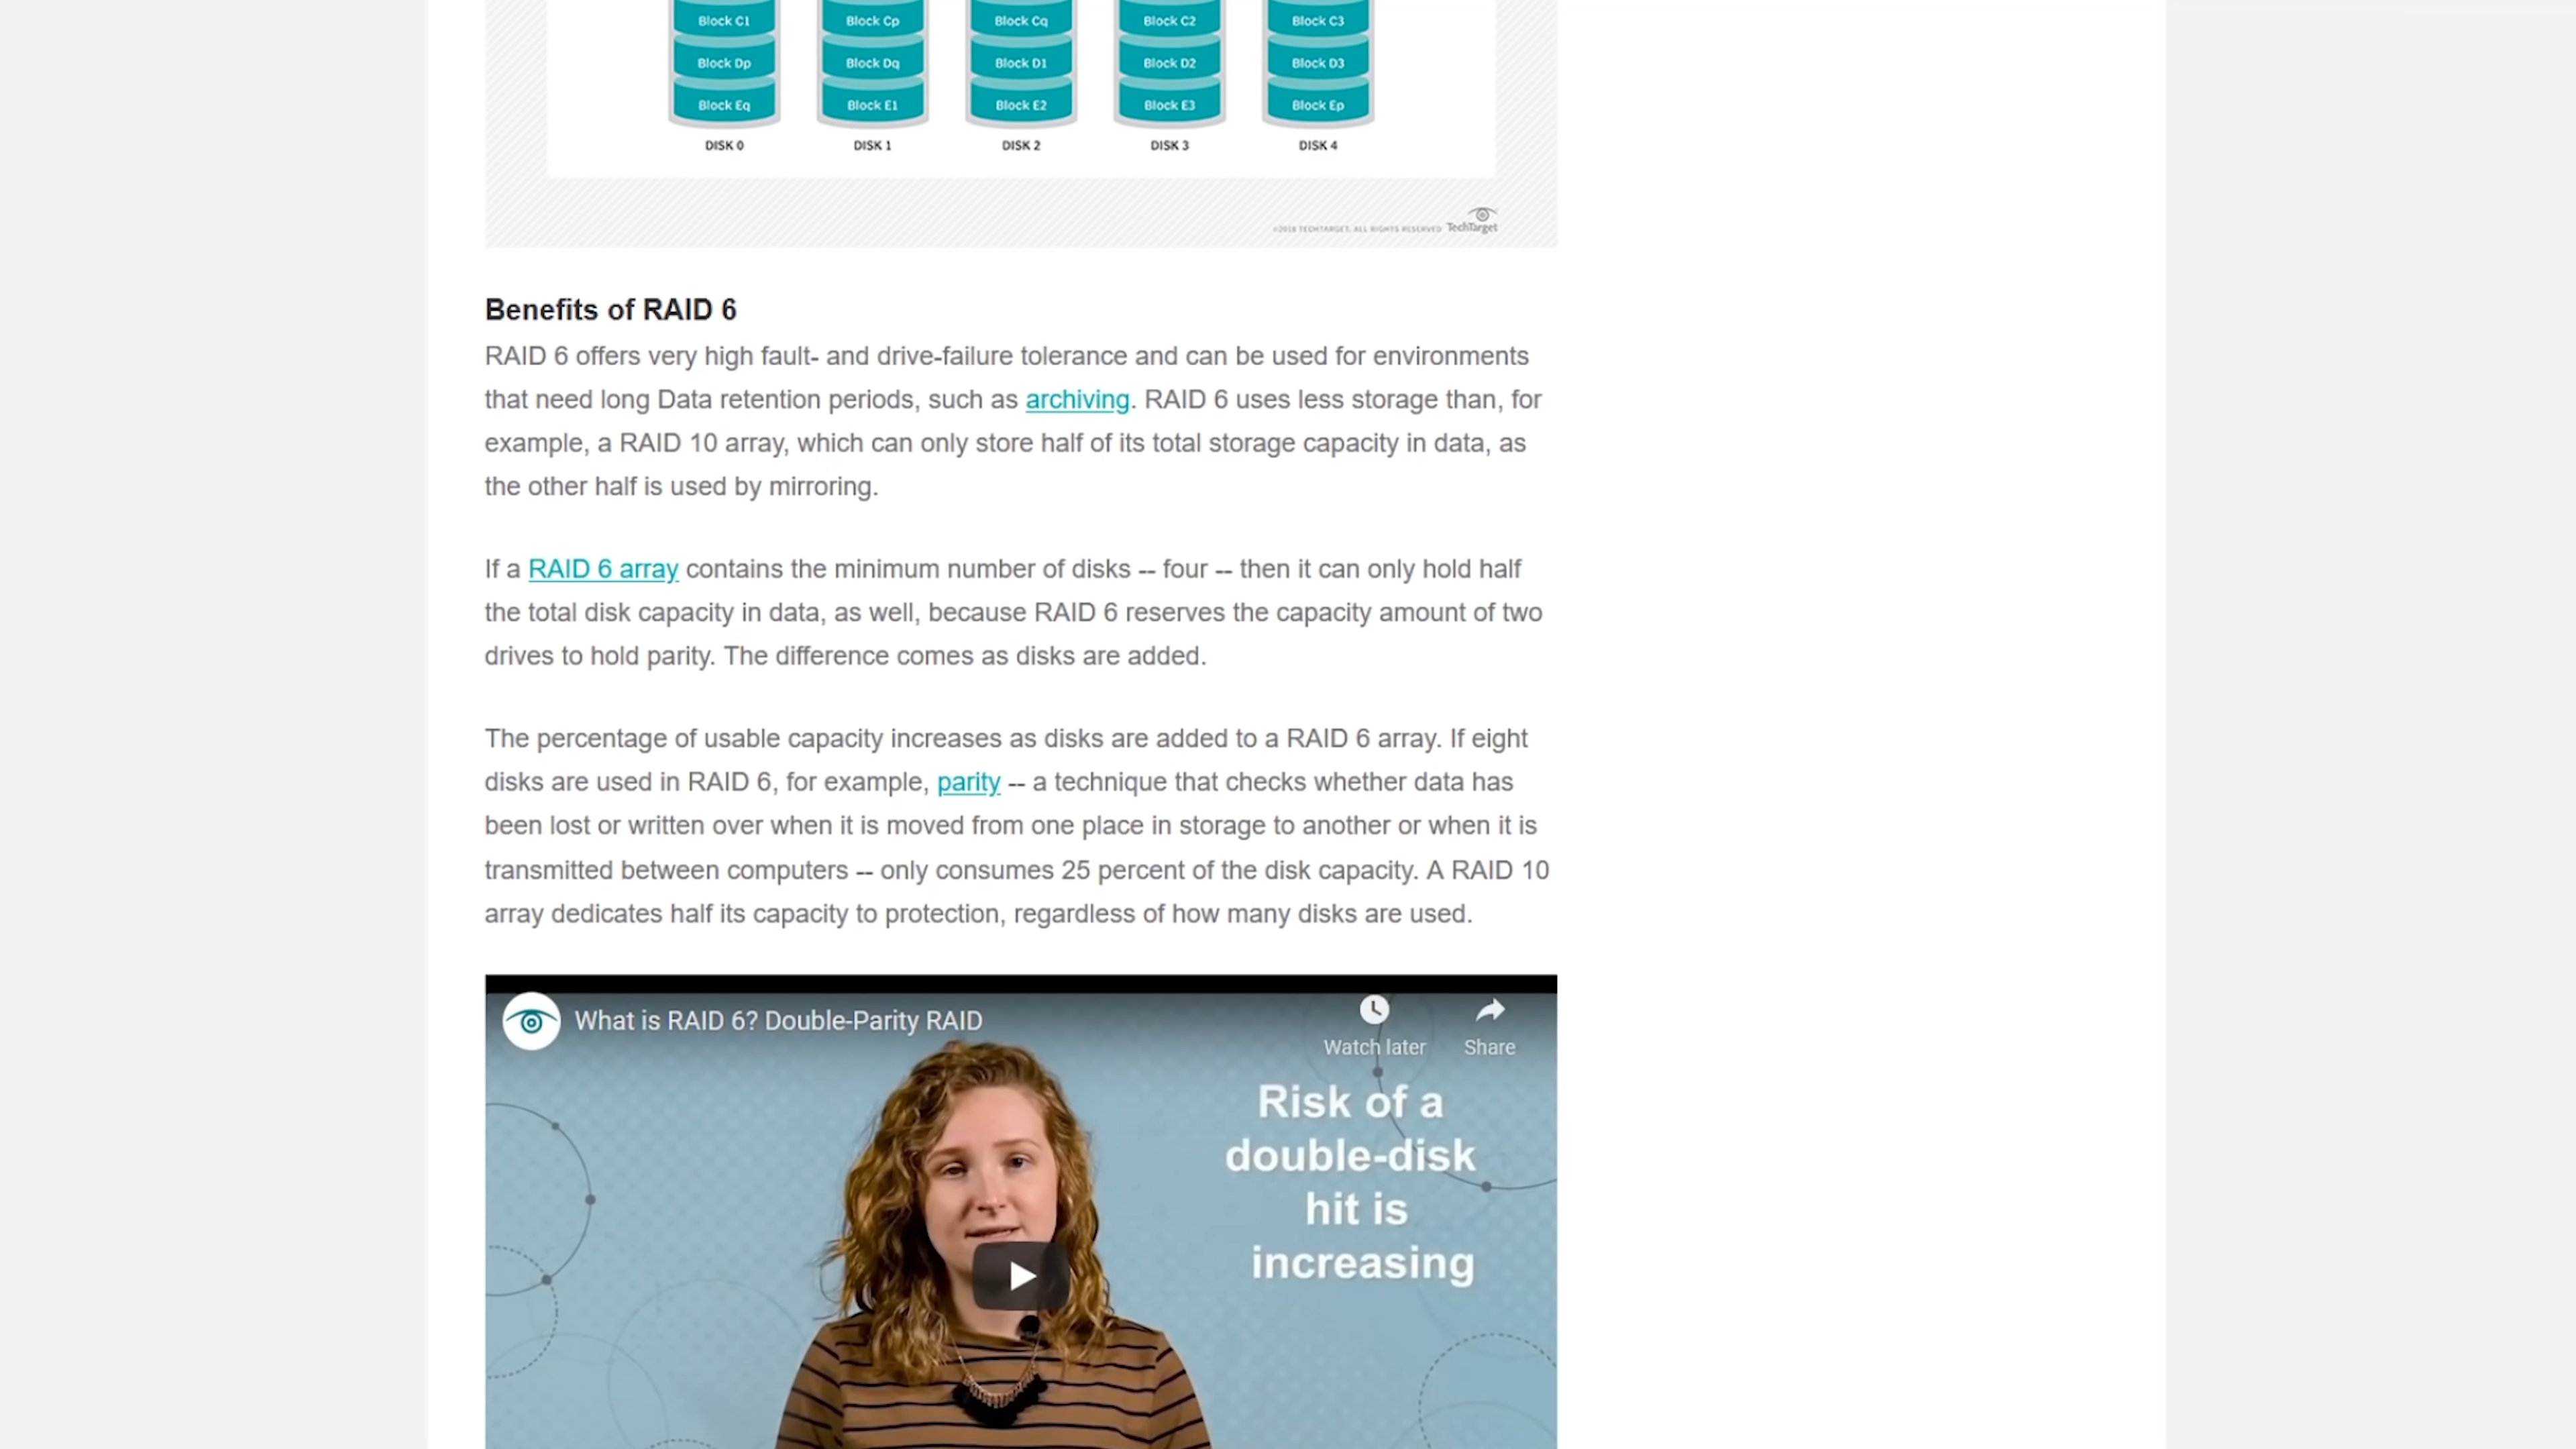 Block C1 Block Cp Block Cq Block C2 Block C3
Block Dp Block Dq Block D1 Block D2 Block D3
Block Eq Block E1 Block E2 Block E3 Block Ep
DISK 0 DISK 1 DISK 2 DISK 3 DISK 4
©2018 TECHTARGET. ALL RIGHTS RESERVED TechTarget
Benefits of RAID 6
RAID 6 offers very high fault- and drive-failure tolerance and can be used for environments
that need long Data retention periods, such as archiving. RAID 6 uses less storage than, for
example, a RAID 10 array, which can only store half of its total storage capacity in data, as
the other half is used by mirroring.
If a RAID 6 array contains the minimum number of disks -- four -- then it can only hold half
the total disk capacity in data, as well, because RAID 6 reserves the capacity amount of two
drives to hold parity. The difference comes as disks are added.
The percentage of usable capacity increases as disks are added to a RAID 6 array. If eight
disks are used in RAID 6, for example, parity -- a technique that checks whether data has
been lost or written over when it is moved from one place in storage to another or when it is
transmitted between computers -- only consumes 25 percent of the disk capacity. A RAID 10
array dedicates half its capacity to protection, regardless of how many disks are used.
What is RAID 6? Double-Parity RAID
Watch later Share
Risk of a
double-disk
hit is
increasing